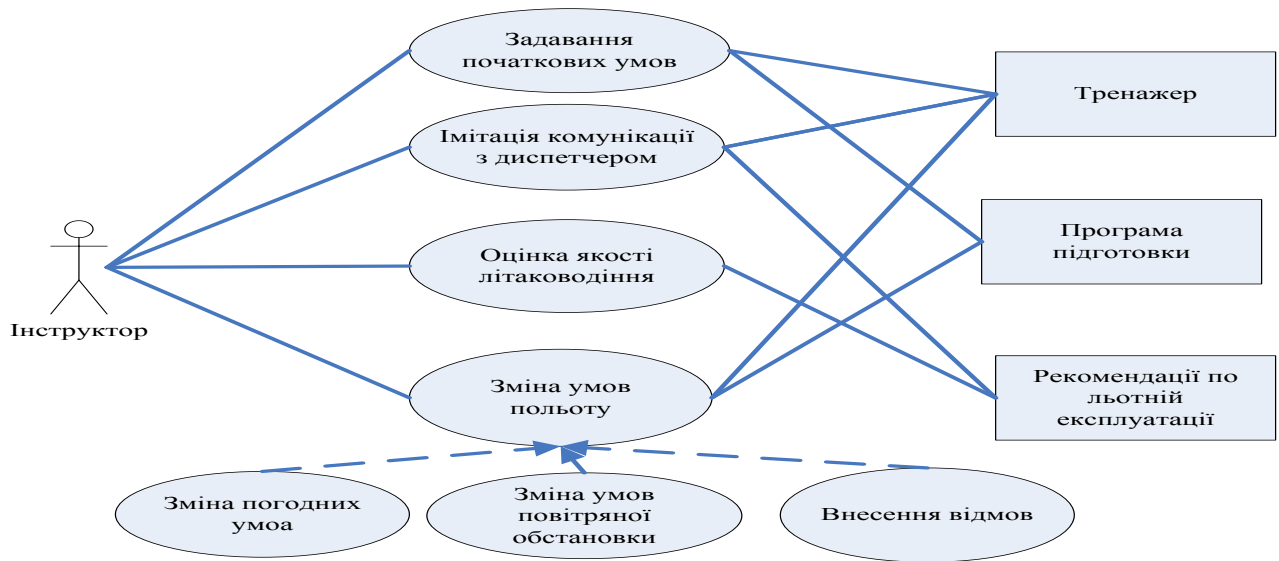 Задавання
початкових умов
Тренажер
Імітація комунікації
з диспетчером
Програма
підготовки
Оцінка якості
літаководіння
Інструктор
Зміна умов
польоту
Рекомендації по
льотній
експлуатації
Зміна погодних
умоа
Зміна умов
повітряної
обстановки
Внесення відмов